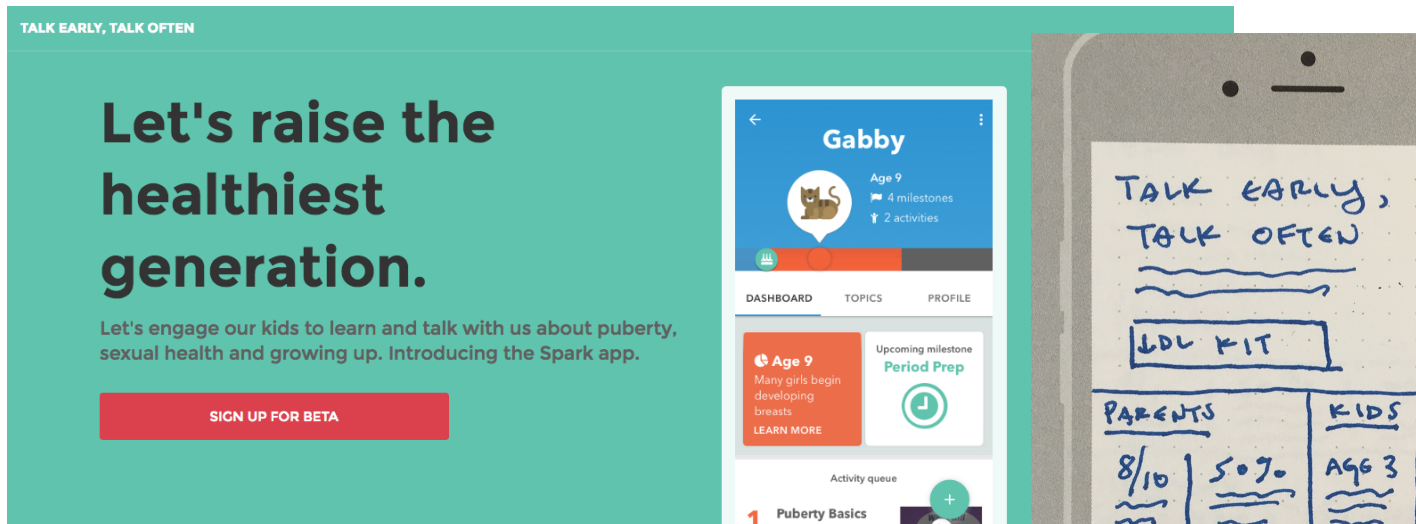 TALK EARLY, TALK OFTEN
Let's raise the
healthiest
generation.
Let's engage our kids to learn and talk with us about puberty,
sexual health and growing up. Introducing the Spark app.
SIGN UP FOR BETA
Gabby
Age 9
4 milestones
2 activities
DASHBOARD TOPICS PROFILE
Age 9
Many girls begin
developing
breasts
LEARN MORE
Upcoming milestone
Period Prep
Activity queue
1 Puberty Basics
+
TALK EARLY,
TALK OFTEN
↓DL KIT
PARENTS
8/10
50%
KIDS
AGE 3